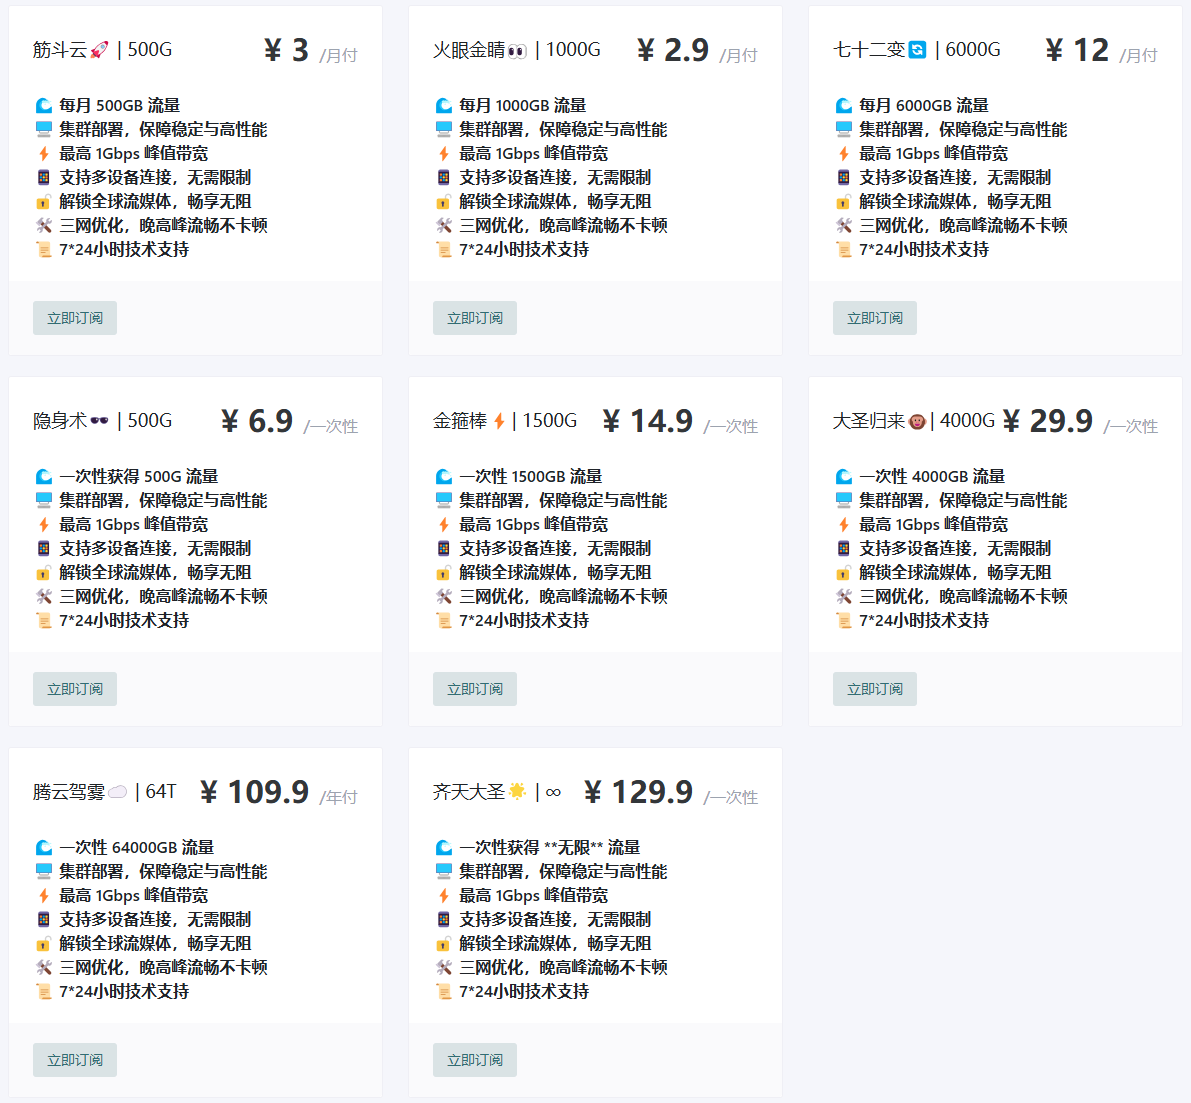 筋斗云🚀 | 500G ¥ 3 /月付
🌊 每月 500GB 流量
🖥️ 集群部署，保障稳定与高性能
⚡ 最高 1Gbps 峰值带宽
📱 支持多设备连接，无需限制
🔓 解锁全球流媒体，畅享无阻
🛠️ 三网优化，晚高峰流畅不卡顿
📜 7*24小时技术支持
立即订阅
火眼金睛👀 | 1000G ¥ 2.9 /月付
🌊 每月 1000GB 流量
🖥️ 集群部署，保障稳定与高性能
⚡ 最高 1Gbps 峰值带宽
📱 支持多设备连接，无需限制
🔓 解锁全球流媒体，畅享无阻
🛠️ 三网优化，晚高峰流畅不卡顿
📜 7*24小时技术支持
立即订阅
七十二变🔄 | 6000G ¥ 12 /月付
🌊 每月 6000GB 流量
🖥️ 集群部署，保障稳定与高性能
⚡ 最高 1Gbps 峰值带宽
📱 支持多设备连接，无需限制
🔓 解锁全球流媒体，畅享无阻
🛠️ 三网优化，晚高峰流畅不卡顿
📜 7*24小时技术支持
立即订阅
隐身术🕶️ | 500G ¥ 6.9 /一次性
🌊 一次性获得 500G 流量
🖥️ 集群部署，保障稳定与高性能
⚡ 最高 1Gbps 峰值带宽
📱 支持多设备连接，无需限制
🔓 解锁全球流媒体，畅享无阻
🛠️ 三网优化，晚高峰流畅不卡顿
📜 7*24小时技术支持
立即订阅
金箍棒⚡ | 1500G ¥ 14.9 /一次性
🌊 一次性 1500GB 流量
🖥️ 集群部署，保障稳定与高性能
⚡ 最高 1Gbps 峰值带宽
📱 支持多设备连接，无需限制
🔓 解锁全球流媒体，畅享无阻
🛠️ 三网优化，晚高峰流畅不卡顿
📜 7*24小时技术支持
立即订阅
大圣归来🐵| 4000G ¥ 29.9 /一次性
🌊 一次性 4000GB 流量
🖥️ 集群部署，保障稳定与高性能
⚡ 最高 1Gbps 峰值带宽
📱 支持多设备连接，无需限制
🔓 解锁全球流媒体，畅享无阻
🛠️ 三网优化，晚高峰流畅不卡顿
📜 7*24小时技术支持
立即订阅
腾云驾雾☁️ | 64T ¥ 109.9 /年付
🌊 一次性 64000GB 流量
🖥️ 集群部署，保障稳定与高性能
⚡ 最高 1Gbps 峰值带宽
📱 支持多设备连接，无需限制
🔓 解锁全球流媒体，畅享无阻
🛠️ 三网优化，晚高峰流畅不卡顿
📜 7*24小时技术支持
立即订阅
齐天大圣🌟 | ∞ ¥ 129.9 /一次性
🌊 一次性获得 **无限** 流量
🖥️ 集群部署，保障稳定与高性能
⚡ 最高 1Gbps 峰值带宽
📱 支持多设备连接，无需限制
🔓 解锁全球流媒体，畅享无阻
🛠️ 三网优化，晚高峰流畅不卡顿
📜 7*24小时技术支持
立即订阅